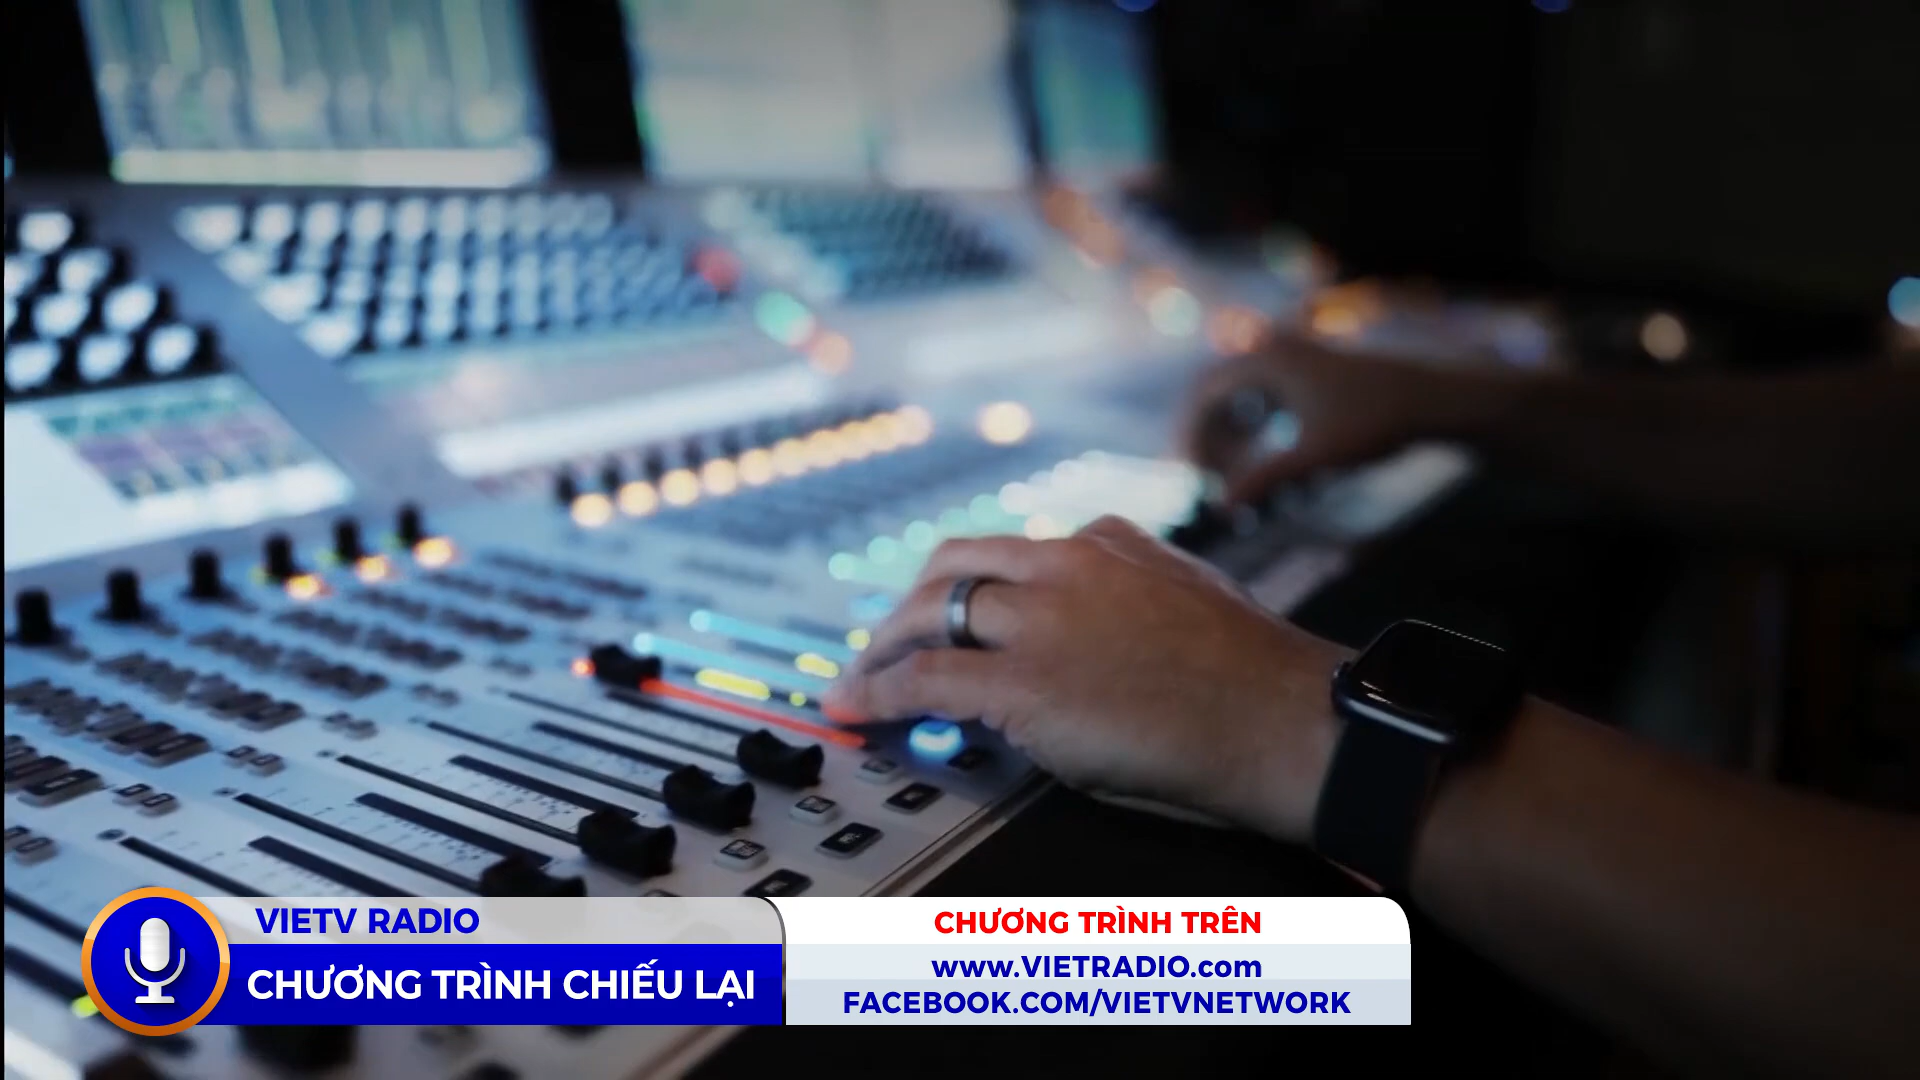 VIETV RADIO
CHƯƠNG TRÌNH CHIẾU LẠI
CHƯƠNG TRÌNH TRÊN
www.VIETRADIO.com
FACEBOOK.COM/VIETVNETWORK